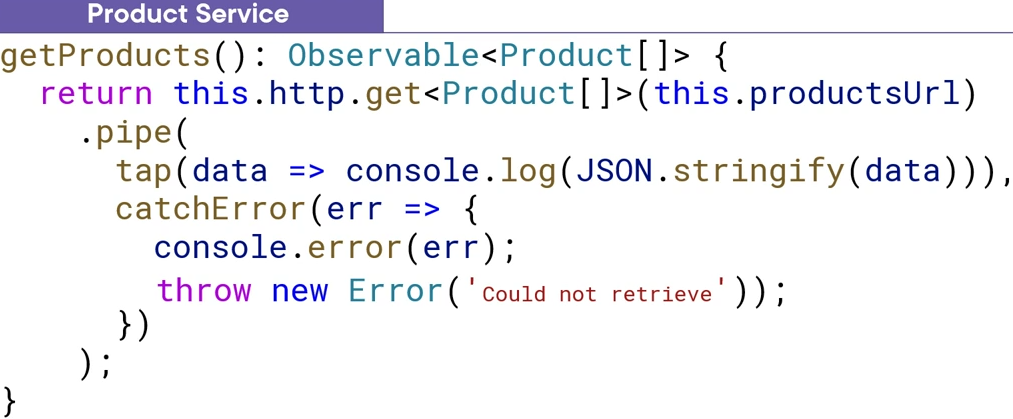 Product Service
getProducts(): Observable<Product[]> {
  return this.http.get<Product[]>(this.productsUrl)
    .pipe(
      tap(data => console.log(JSON.stringify(data))),
      catchError(err => {
        console.error(err);
        throw new Error('Could not retrieve'));
      })
    );
}